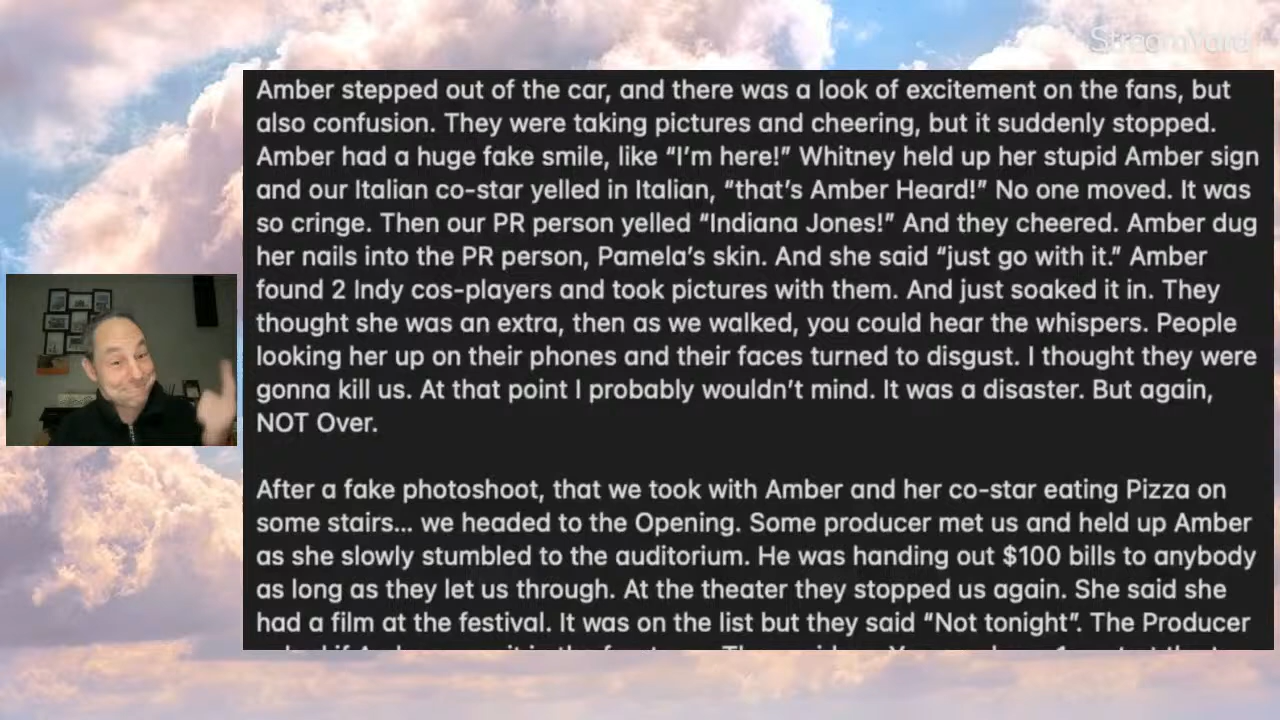 StreamYard
Amber stepped out of the car, and there was a look of excitement on the fans, but
also confusion. They were taking pictures and cheering, but it suddenly stopped.
Amber had a huge fake smile, like “I’m here!” Whitney held up her stupid Amber sign
and our Italian co-star yelled in Italian, “that’s Amber Heard!” No one moved. It was
so cringe. Then our PR person yelled “Indiana Jones!” And they cheered. Amber dug
her nails into the PR person, Pamela’s skin. And she said “just go with it.” Amber
found 2 Indy cos-players and took pictures with them. And just soaked it in. They
thought she was an extra, then as we walked, you could hear the whispers. People
looking her up on their phones and their faces turned to disgust. I thought they were
gonna kill us. At that point I probably wouldn’t mind. It was a disaster. But again,
NOT Over.
After a fake photoshoot, that we took with Amber and her co-star eating Pizza on
some stairs... we headed to the Opening. Some producer met us and held up Amber
as she slowly stumbled to the auditorium. He was handing out $100 bills to anybody
as long as they let us through. At the theater they stopped us again. She said she
had a film at the festival. It was on the list but they said “Not tonight”. The Producer